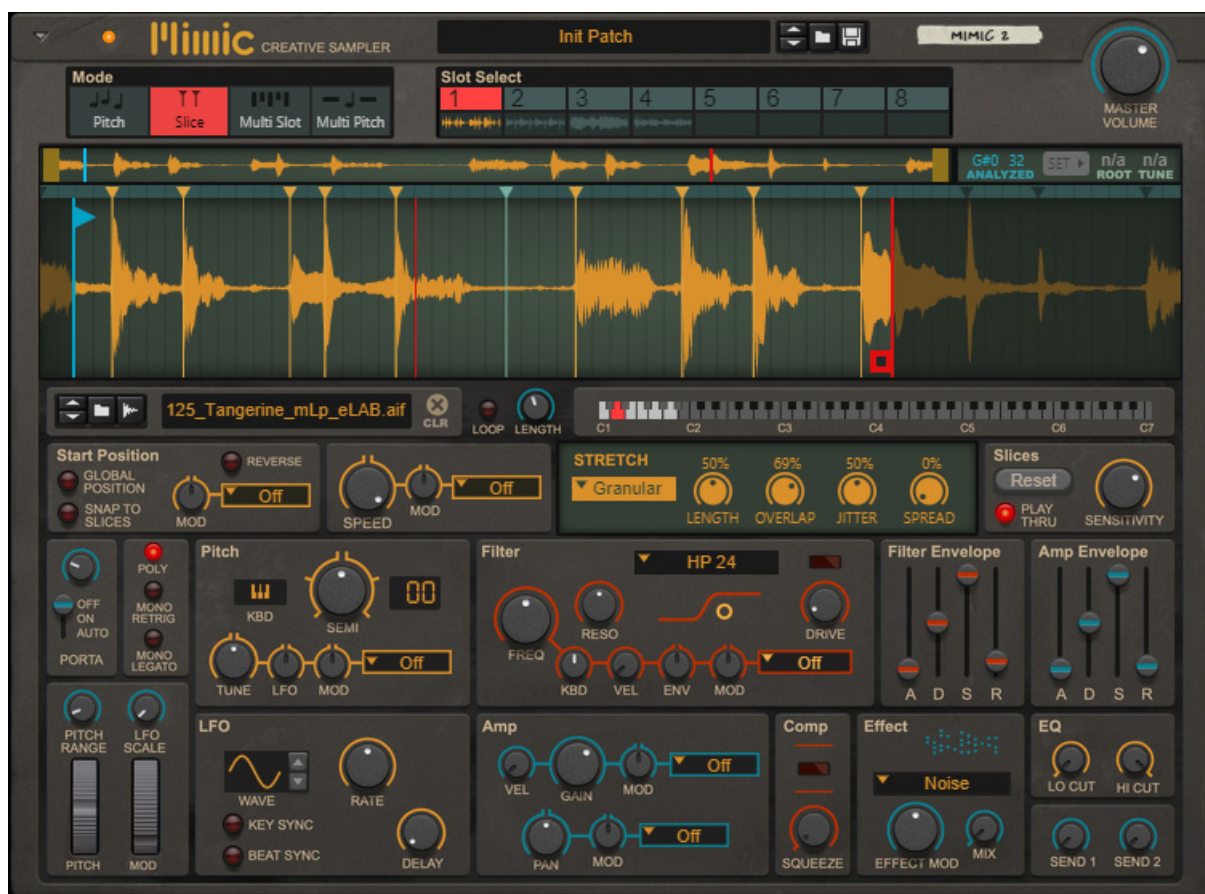 Mimic CREATIVE SAMPLER
Init Patch
MIMIC 2
MASTER
VOLUME
Mode
Pitch
Slice
Multi Slot
Multi Pitch
Slot Select
1 2 3 4 5 6 7 8
G#0 32
ANALYZED
SET
n/a n/a
ROOT TUNE
125_Tangerine_mLp_eLAB.aif
CLR
LOOP
LENGTH
C1 C2 C3 C4 C5 C6 C7
Start Position
GLOBAL
POSITION
SNAP TO
SLICES
REVERSE
MOD
Off
SPEED
MOD
Off
STRETCH
Granular
50% 69% 50% 0%
LENGTH OVERLAP JITTER SPREAD
Slices
Reset
PLAY
THRU
SENSITIVITY
OFF
ON
AUTO
PORTA
POLY
MONO
RETRIG
MONO
LEGATO
Pitch
KBD
SEMI
00
TUNE LFO MOD
Off
Filter
HP 24
FREQ
RESO
DRIVE
KBD VEL ENV MOD
Off
Filter Envelope
A D S R
Amp Envelope
A D S R
PITCH
RANGE
LFO
SCALE
PITCH
MOD
LFO
WAVE
RATE
KEY SYNC
BEAT SYNC
DELAY
Amp
VEL GAIN MOD
Off
PAN MOD
Off
Comp
SQUEEZE
Effect
Noise
EFFECT MOD
MIX
EQ
LO CUT HI CUT
SEND 1 SEND 2